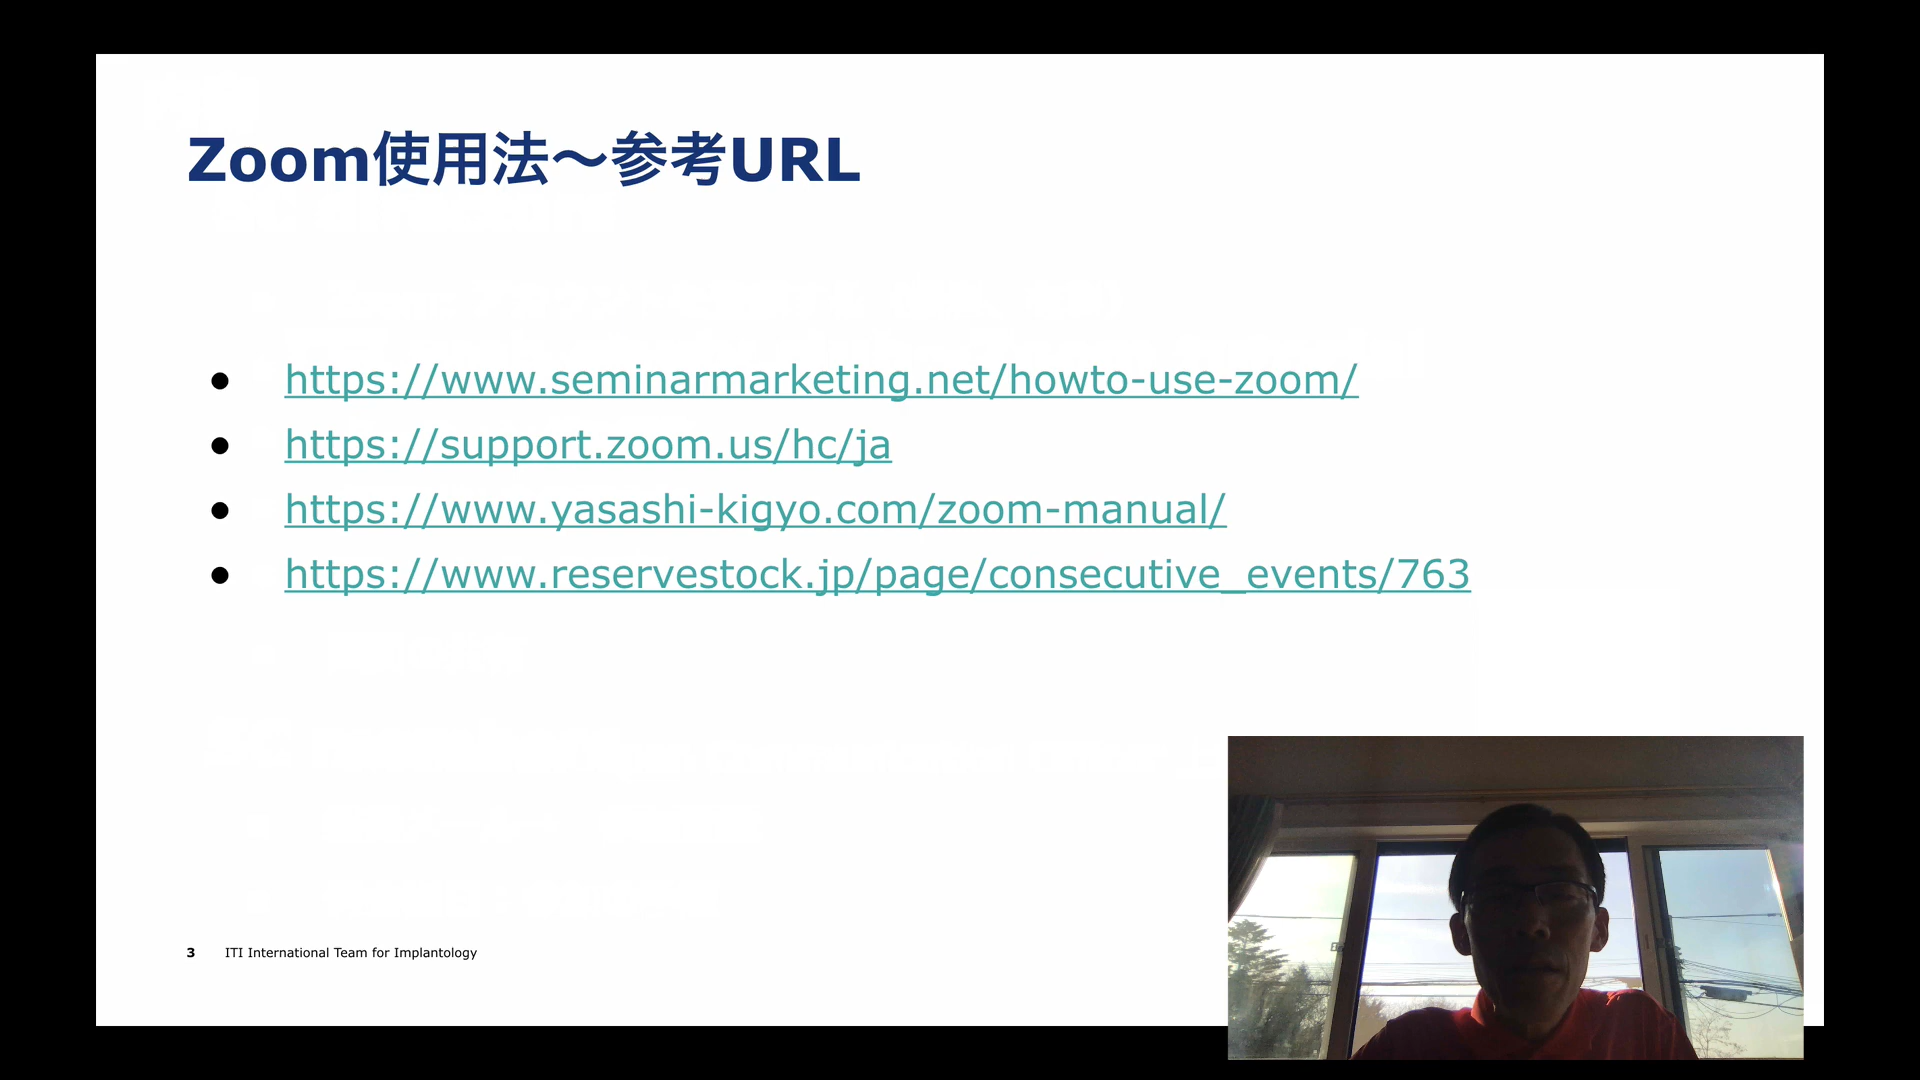 Zoom使用法〜参考URL
● https://www.seminarmarketing.net/howto-use-zoom/
● https://support.zoom.us/hc/ja
● https://www.yasashi-kigyo.com/zoom-manual/
● https://www.reservestock.jp/page/consecutive_events/763
3 ITI International Team for Implantology